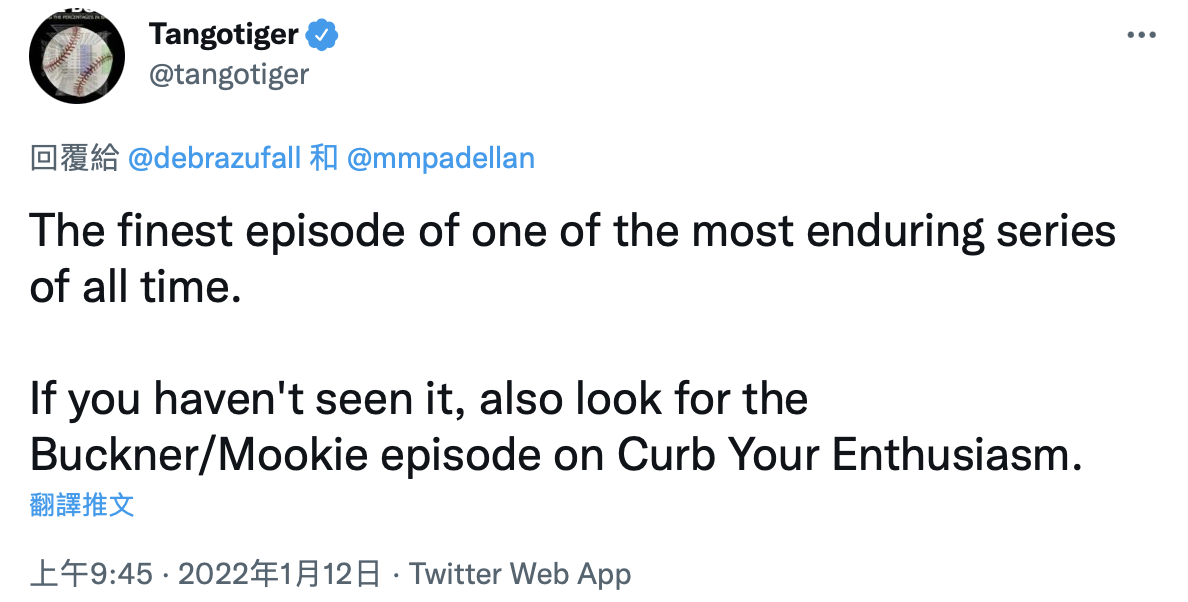 THE PERCENTAGES IN
Tangotiger
@tangotiger
回覆給 @debrazufall 和 @mmpadellan
The finest episode of one of the most enduring series
of all time.
If you haven't seen it, also look for the
Buckner/Mookie episode on Curb Your Enthusiasm.
翻譯推文
上午9:45 · 2022年1月12日 · Twitter Web App